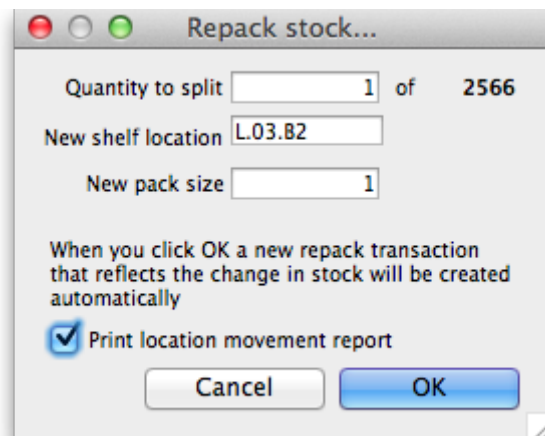 Repack stock...
Quantity to split 1 of 2566
New shelf location L.03.B2
New pack size 1
When you click OK a new repack transaction
that reflects the change in stock will be created
automatically
Print location movement report
Cancel OK